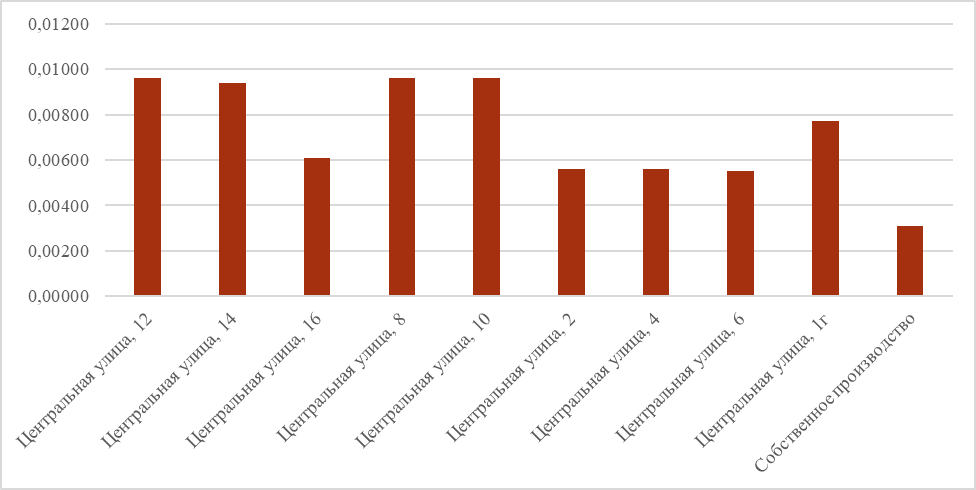 0,01200
0,01000
0,00800
0,00600
0,00400
0,00200
0,00000
Центральная улица, 12
Центральная улица, 14
Центральная улица, 16
Центральная улица, 8
Центральная улица, 10
Центральная улица, 2
Центральная улица, 4
Центральная улица, 6
Центральная улица, 1г
Собственное производство